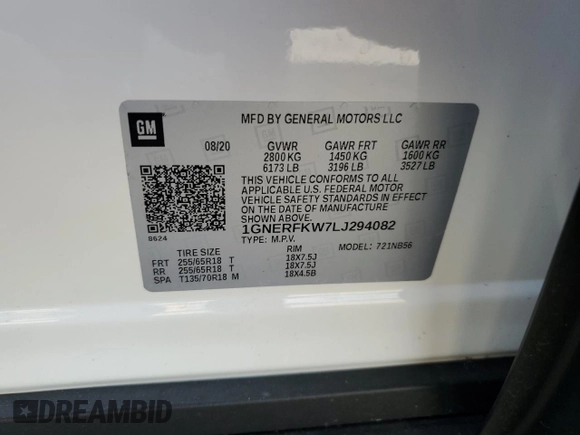 GM
MFD BY GENERAL MOTORS LLC
08/20 GVWR GAWR FRT GAWR RR
2800 KG 1450 KG 1600 KG
6173 LB 3196 LB 3527 LB
THIS VEHICLE CONFORMS TO ALL
APPLICABLE U.S. FEDERAL MOTOR
VEHICLE SAFETY STANDARDS IN
EFFECT ON THE DATE OF MANUFACTURE
SHOWN ABOVE.
1GNERFKW7LJ294082
8624
TYPE: M.P.V. MODEL: 721NB56
TIRE SIZE RIM
FRT 255/65R18 T 18X7.5J
RR 255/65R18 T 18X7.5J
SPA T135/70R18 M 18X4.5B
DREAMBID